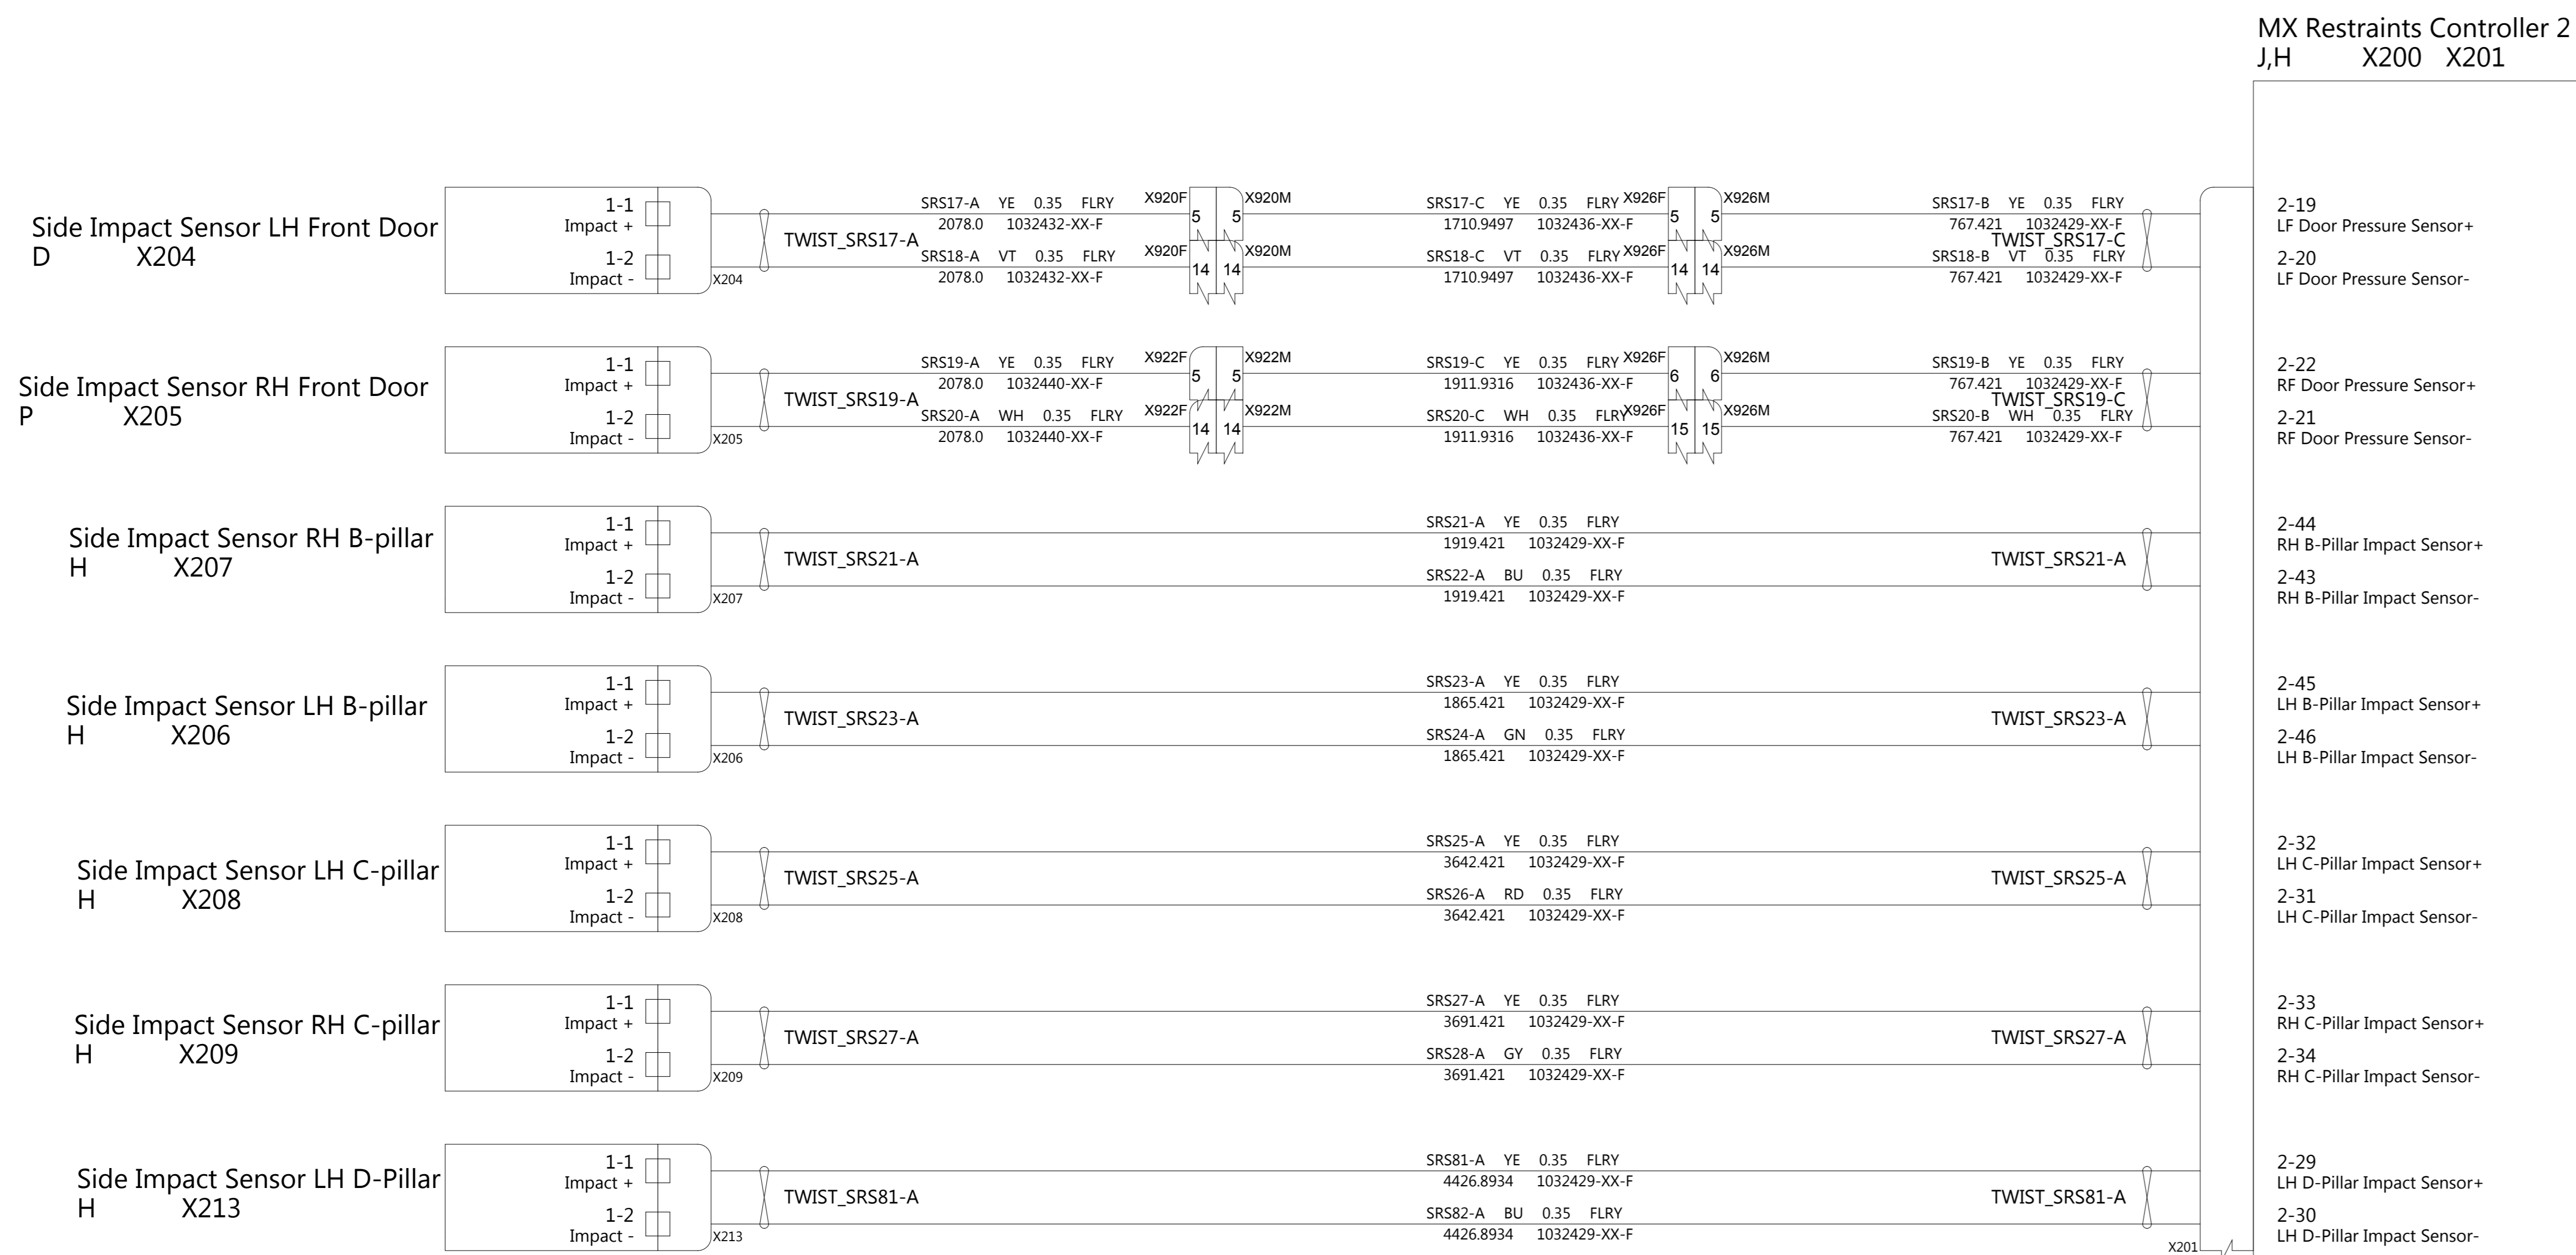 MX Restraints Controller 2
J,H X200 X201
Side Impact Sensor LH Front Door
D X204
1-1
Impact +
1-2
Impact -
X204
TWIST_SRS17-A
SRS17-A YE 0.35 FLRY
2078.0 1032432-XX-F
SRS18-A VT 0.35 FLRY
2078.0 1032432-XX-F
X920F 5 5 X920M
X920F 14 14 X920M
SRS17-C YE 0.35 FLRY
1710.9497 1032436-XX-F
SRS18-C VT 0.35 FLRY
1710.9497 1032436-XX-F
X926F 5 5 X926M
X926F 14 14 X926M
SRS17-B YE 0.35 FLRY
767.421 1032429-XX-F
TWIST_SRS17-C
SRS18-B VT 0.35 FLRY
767.421 1032429-XX-F
2-19
LF Door Pressure Sensor+
2-20
LF Door Pressure Sensor-
Side Impact Sensor RH Front Door
P X205
1-1
Impact +
1-2
Impact -
X205
TWIST_SRS19-A
SRS19-A YE 0.35 FLRY
2078.0 1032440-XX-F
SRS20-A WH 0.35 FLRY
2078.0 1032440-XX-F
X922F 5 5 X922M
X922F 14 14 X922M
SRS19-C YE 0.35 FLRY
1911.9316 1032436-XX-F
SRS20-C WH 0.35 FLRY
1911.9316 1032436-XX-F
X926F 6 6 X926M
X926F 15 15 X926M
SRS19-B YE 0.35 FLRY
767.421 1032429-XX-F
TWIST_SRS19-C
SRS20-B WH 0.35 FLRY
767.421 1032429-XX-F
2-22
RF Door Pressure Sensor+
2-21
RF Door Pressure Sensor-
Side Impact Sensor RH B-pillar
H X207
1-1
Impact +
1-2
Impact -
X207
TWIST_SRS21-A
SRS21-A YE 0.35 FLRY
1919.421 1032429-XX-F
SRS22-A BU 0.35 FLRY
1919.421 1032429-XX-F
TWIST_SRS21-A
2-44
RH B-Pillar Impact Sensor+
2-43
RH B-Pillar Impact Sensor-
Side Impact Sensor LH B-pillar
H X206
1-1
Impact +
1-2
Impact -
X206
TWIST_SRS23-A
SRS23-A YE 0.35 FLRY
1865.421 1032429-XX-F
SRS24-A GN 0.35 FLRY
1865.421 1032429-XX-F
TWIST_SRS23-A
2-45
LH B-Pillar Impact Sensor+
2-46
LH B-Pillar Impact Sensor-
Side Impact Sensor LH C-pillar
H X208
1-1
Impact +
1-2
Impact -
X208
TWIST_SRS25-A
SRS25-A YE 0.35 FLRY
3642.421 1032429-XX-F
SRS26-A RD 0.35 FLRY
3642.421 1032429-XX-F
TWIST_SRS25-A
2-32
LH C-Pillar Impact Sensor+
2-31
LH C-Pillar Impact Sensor-
Side Impact Sensor RH C-pillar
H X209
1-1
Impact +
1-2
Impact -
X209
TWIST_SRS27-A
SRS27-A YE 0.35 FLRY
3691.421 1032429-XX-F
SRS28-A GY 0.35 FLRY
3691.421 1032429-XX-F
TWIST_SRS27-A
2-33
RH C-Pillar Impact Sensor+
2-34
RH C-Pillar Impact Sensor-
Side Impact Sensor LH D-Pillar
H X213
1-1
Impact +
1-2
Impact -
X213
TWIST_SRS81-A
SRS81-A YE 0.35 FLRY
4426.8934 1032429-XX-F
SRS82-A BU 0.35 FLRY
4426.8934 1032429-XX-F
TWIST_SRS81-A
X201
2-29
LH D-Pillar Impact Sensor+
2-30
LH D-Pillar Impact Sensor-